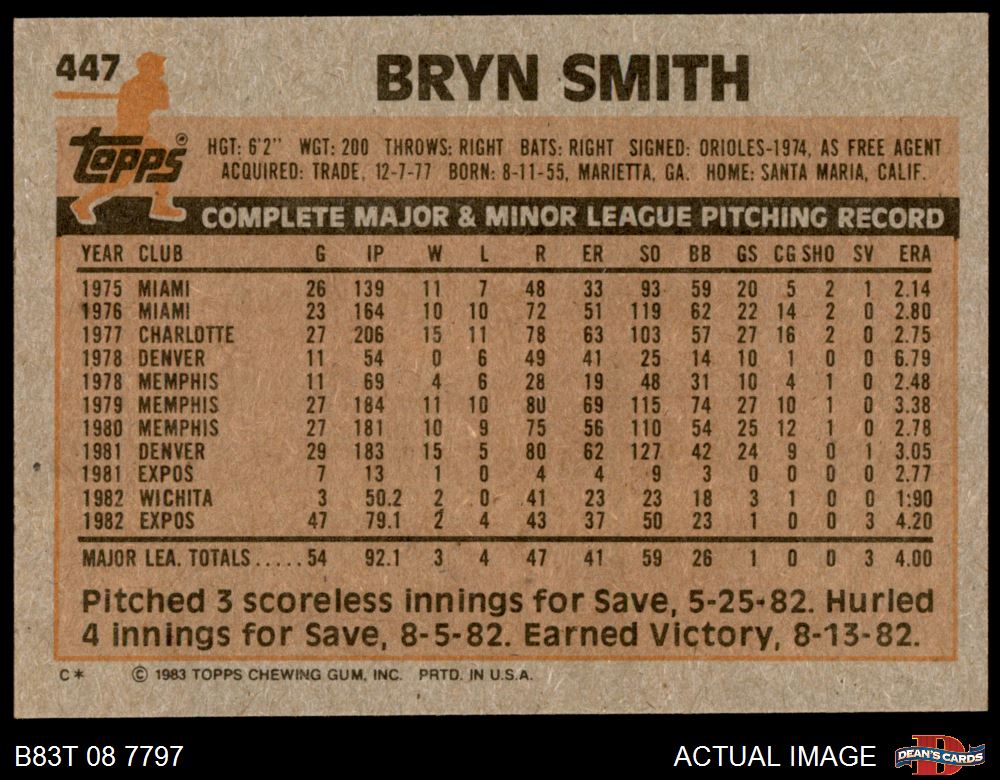 447 BRYN SMITH
Topps® HGT: 6'2" WGT: 200 THROWS: RIGHT BATS: RIGHT SIGNED: ORIOLES-1974, AS FREE AGENT
ACQUIRED: TRADE, 12-7-77 BORN: 8-11-55, MARIETTA, GA. HOME: SANTA MARIA, CALIF.
COMPLETE MAJOR & MINOR LEAGUE PITCHING RECORD
YEAR CLUB G IP W L R ER SO BB GS CG SHO SV ERA
1975 MIAMI 26 139 11 7 48 33 93 59 20 5 2 1 2.14
1976 MIAMI 23 164 10 10 72 51 119 62 22 14 2 0 2.80
1977 CHARLOTTE 27 206 15 11 78 63 103 57 27 16 2 0 2.75
1978 DENVER 11 54 0 6 49 41 25 14 10 1 0 0 6.79
1978 MEMPHIS 11 69 4 6 28 19 48 31 10 4 1 0 2.48
1979 MEMPHIS 27 184 11 10 80 69 115 74 27 10 1 0 3.38
1980 MEMPHIS 27 181 10 9 75 56 110 54 25 12 1 0 2.78
1981 DENVER 29 183 15 5 80 62 127 42 24 9 0 1 3.05
1981 EXPOS 7 13 1 0 4 4 9 3 0 0 0 0 2.77
1982 WICHITA 3 50.2 2 0 41 23 23 18 3 1 0 0 1.90
1982 EXPOS 47 79.1 2 4 43 37 50 23 1 0 0 3 4.20
MAJOR LEA. TOTALS.....54 92.1 3 4 47 41 59 26 1 0 0 3 4.00
Pitched 3 scoreless innings for Save, 5-25-82. Hurled
4 innings for Save, 8-5-82. Earned Victory, 8-13-82.
C* © 1983 TOPPS CHEWING GUM, INC. PRTD. IN U.S.A.
B83T 08 7797 ACTUAL IMAGE D DEAN'S CARDS